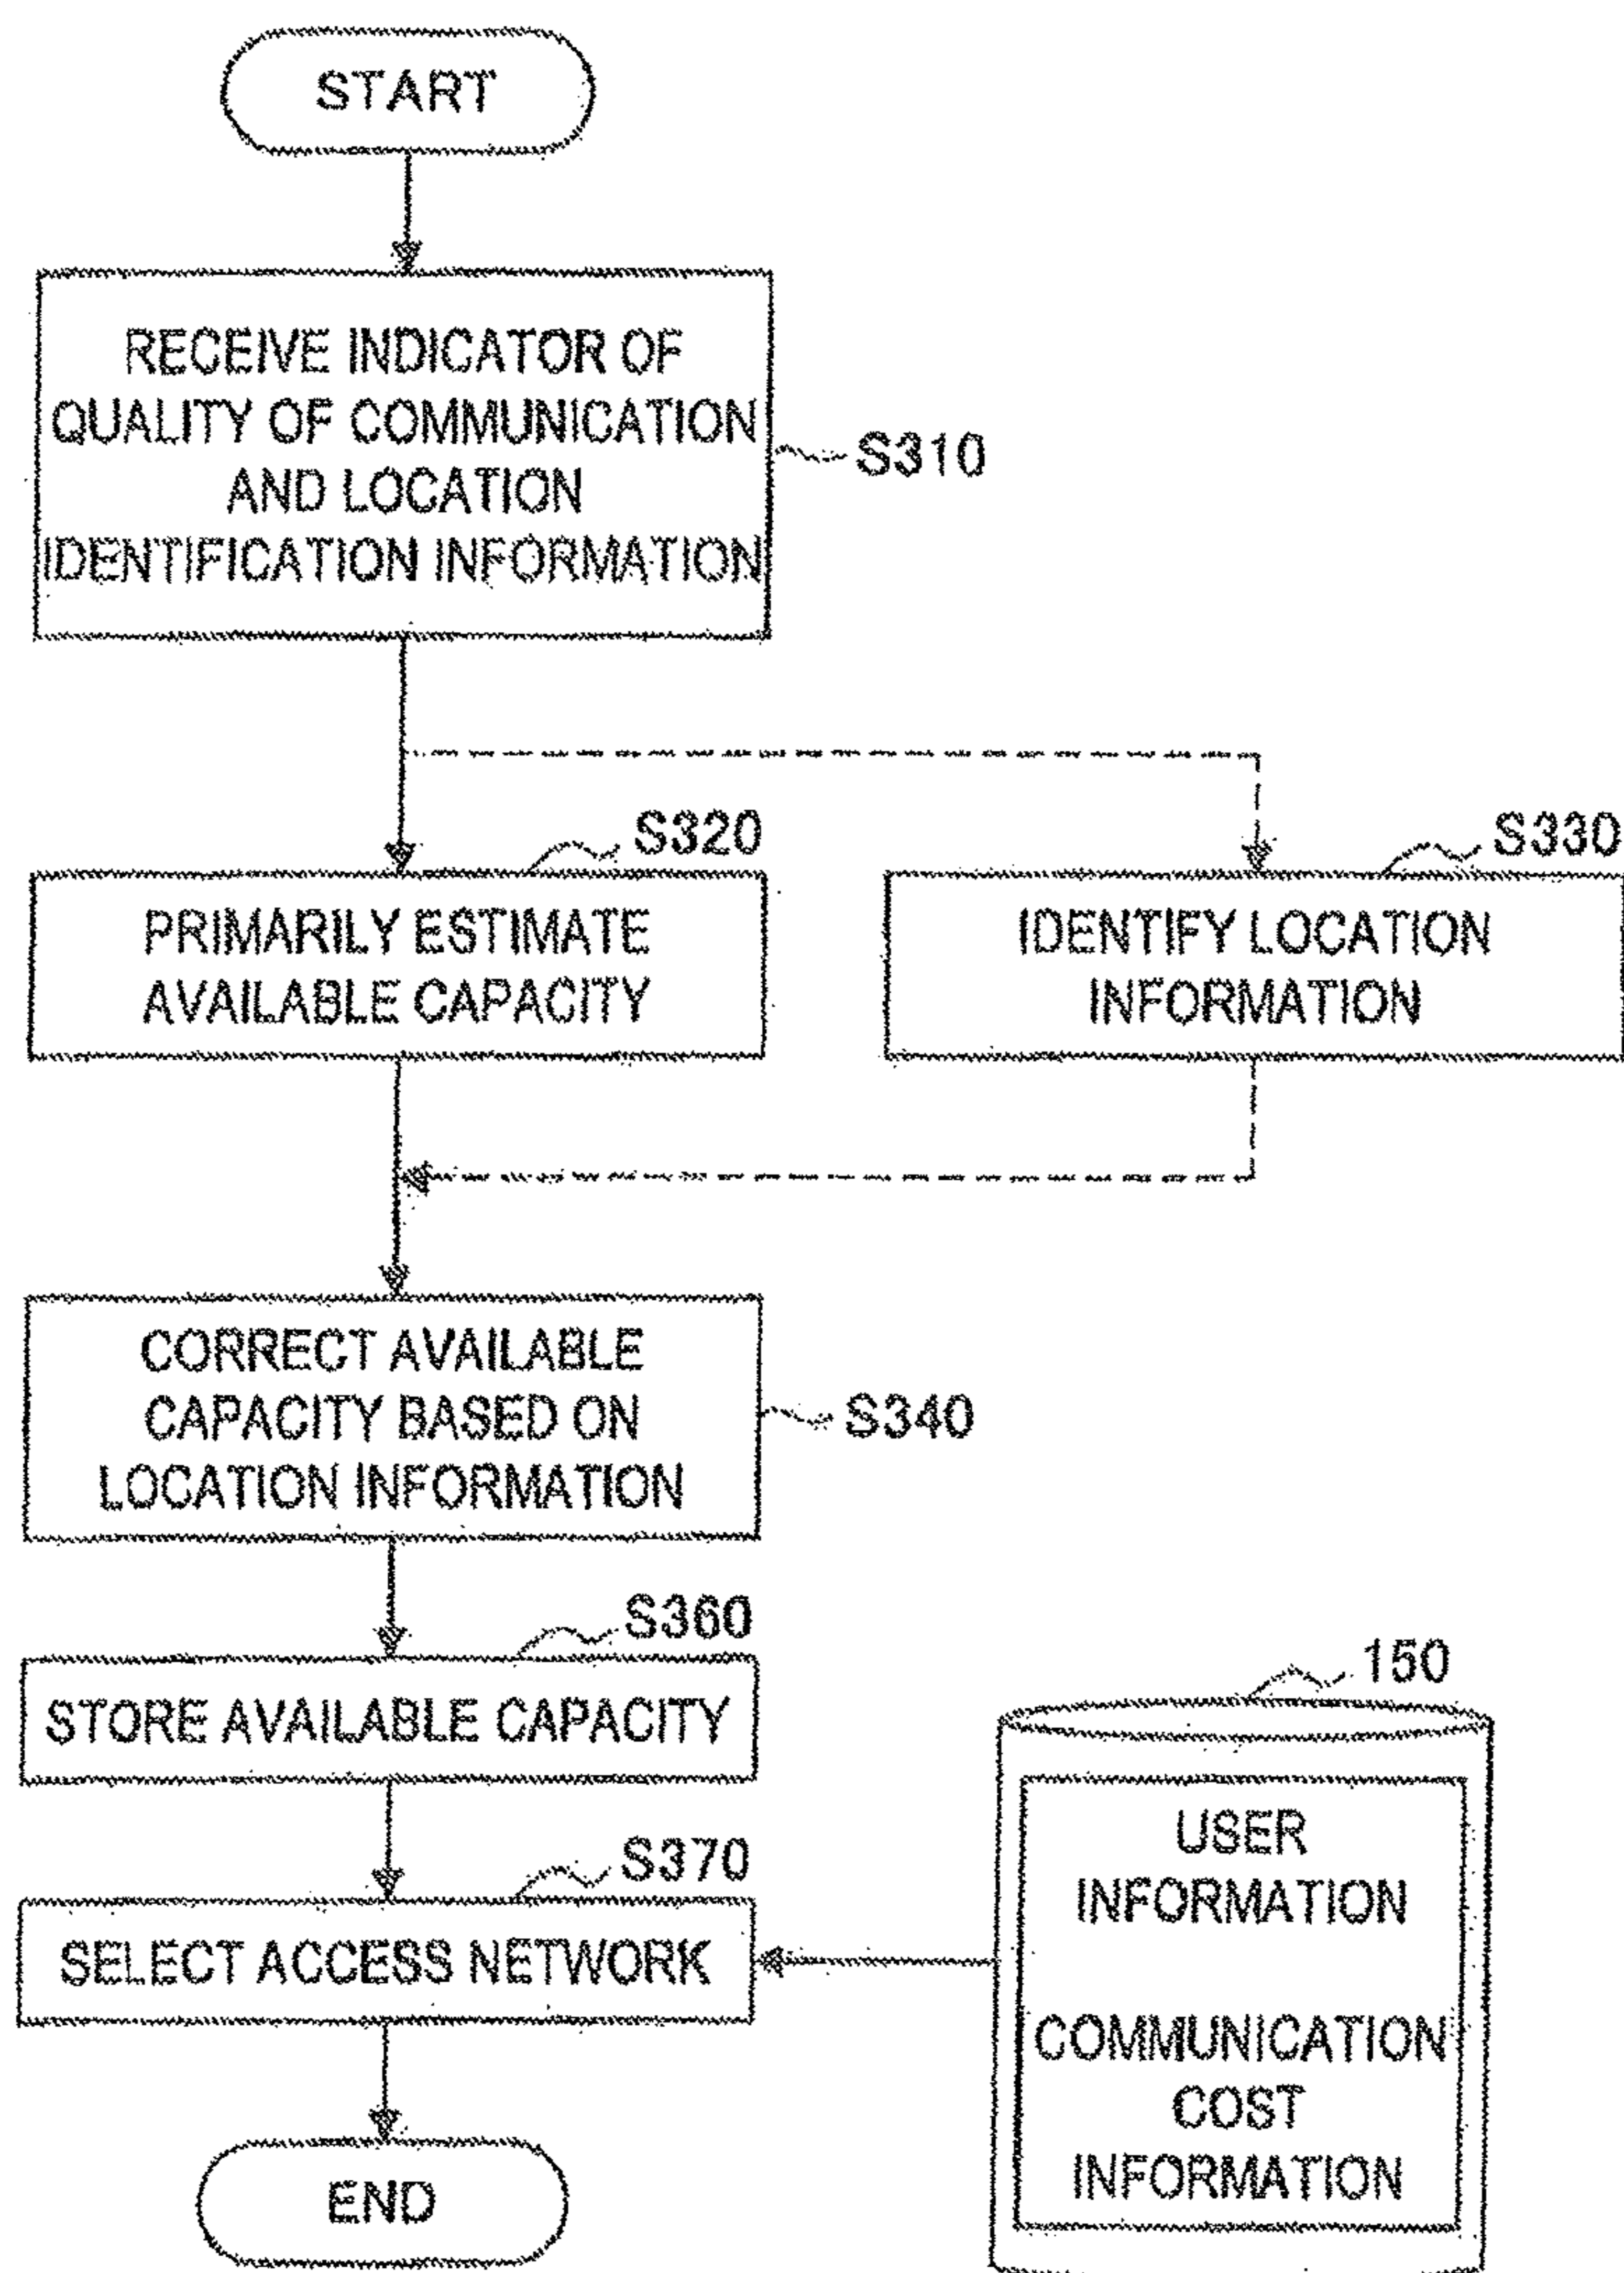 START
RECEIVE INDICATOR OF
QUALITY OF COMMUNICATION
AND LOCATION
IDENTIFICATION INFORMATION
S310
S320
PRIMARILY ESTIMATE
AVAILABLE CAPACITY
S330
IDENTIFY LOCATION
INFORMATION
CORRECT AVAILABLE
CAPACITY BASED ON
LOCATION INFORMATION
S340
S360
STORE AVAILABLE CAPACITY
S370
SELECT ACCESS NETWORK
150
USER
INFORMATION
COMMUNICATION
COST
INFORMATION
END